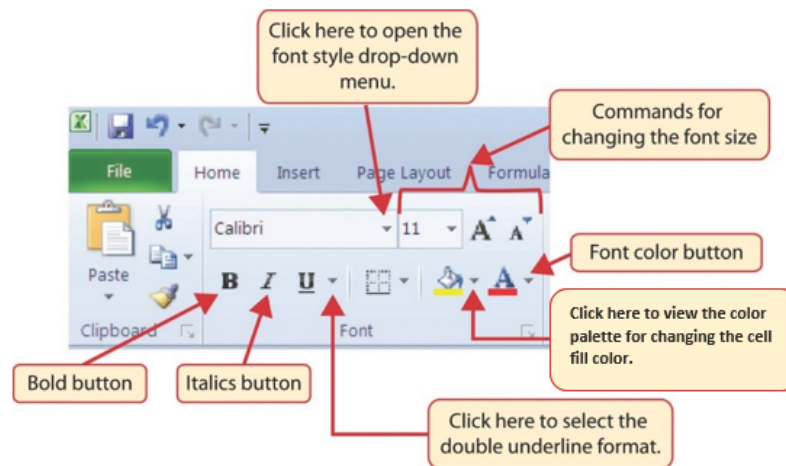 Click here to open the
font style drop-down
menu.
Commands for
changing the font size
File
Home
Insert
Page Layout
Formula
Calibri
11
A
A
Font color button
Paste
B
I
U
A
Click here to view the color
palette for changing the cell
fill color.
Clipboard
Font
Bold button
Italics button
Click here to select the
double underline format.